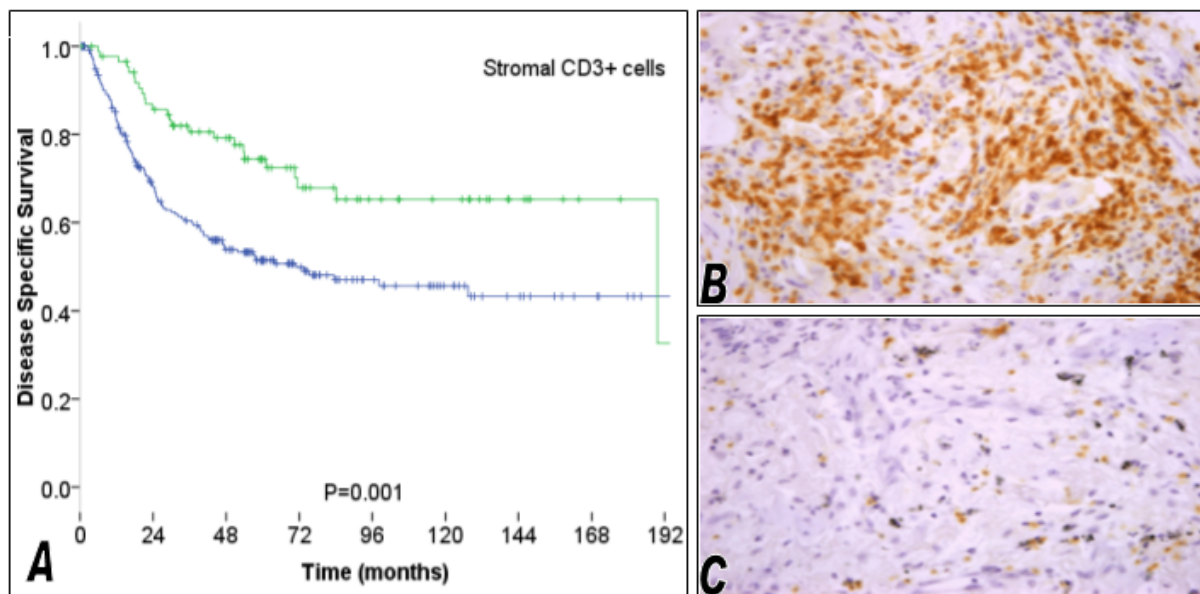 Stromal CD3+ cells
Disease Specific Survival
1.0
0.8
0.6
0.4
0.2
0.0
P=0.001
0 24 48 72 96 120 144 168 192
Time (months)
A
B
C